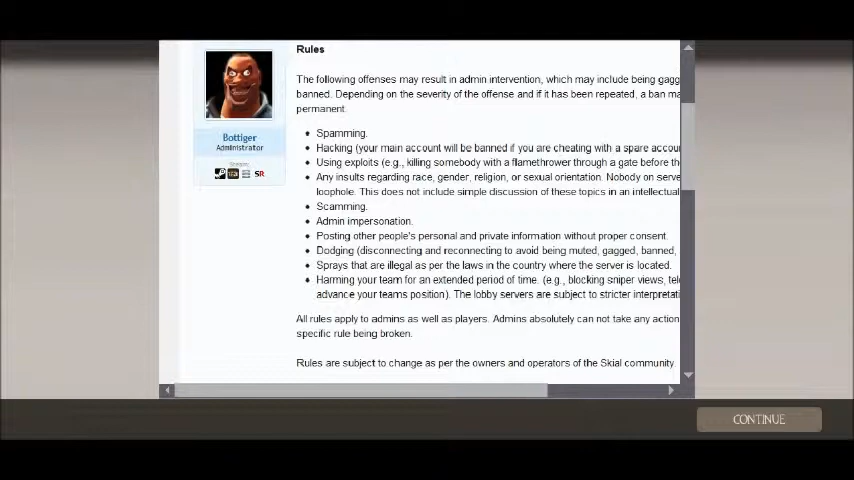 Rules
The following offenses may result in admin intervention, which may include being gagg
banned. Depending on the severity of the offense and if it has been repeated, a ban ma
permanent.
Bottiger
Administrator
Spamming.
Hacking (your main account will be banned if you are cheating with a spare accou
Using exploits (e.g., killing somebody with a flamethrower through a gate before th
Any insults regarding race, gender, religion, or sexual orientation. Nobody on serve
loophole. This does not include simple discussion of these topics in an intellectual
Scamming.
Admin impersonation.
Posting other people's personal and private information without proper consent.
Dodging (disconnecting and reconnecting to avoid being muted, gagged, banned,
Sprays that are illegal as per the laws in the country where the server is located.
Harming your team for an extended period of time. (e.g., blocking sniper views, tele
advance your teams position). The lobby servers are subject to stricter interpretati
All rules apply to admins as well as players. Admins absolutely can not take any action
specific rule being broken.
Rules are subject to change as per the owners and operators of the Skial community.
CONTINUE